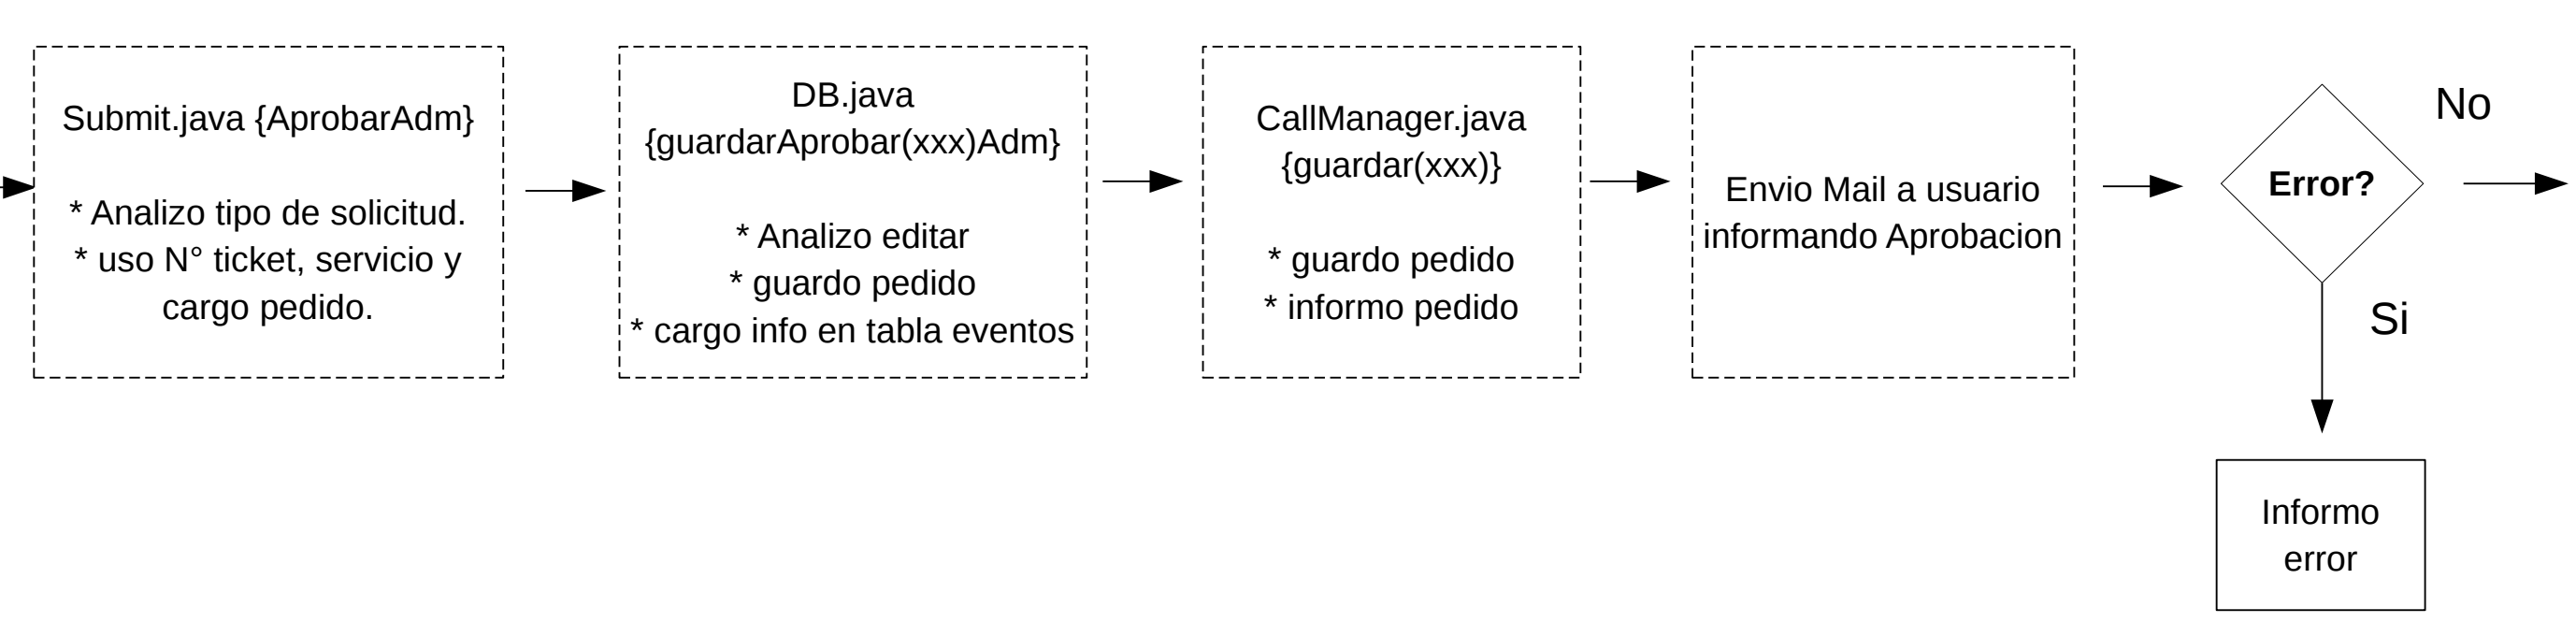 Submit.java {AprobarAdm}
* Analizo tipo de solicitud.
* uso N° ticket, servicio y
cargo pedido.
DB.java
{guardarAprobar(xxx)Adm}
* Analizo editar
* guardo pedido
* cargo info en tabla eventos
CallManager.java
{guardar(xxx)}
* guardo pedido
* informo pedido
Envio Mail a usuario
informando Aprobacion
Error?
No
Si
Informo
error